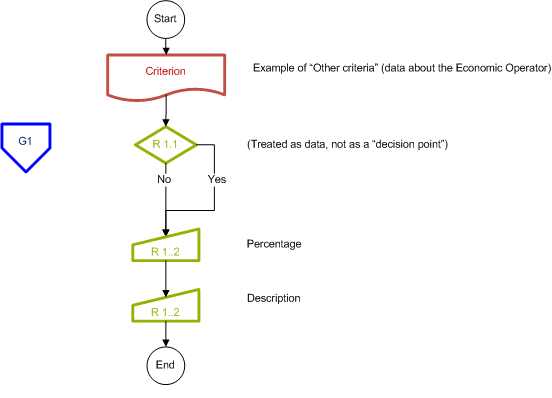 Start
Criterion
Example of “Other criteria” (data about the Economic Operator)
G1
R 1.1
(Treated as data, not as a “decision point”)
No
Yes
R 1..2
Percentage
R 1..2
Description
End